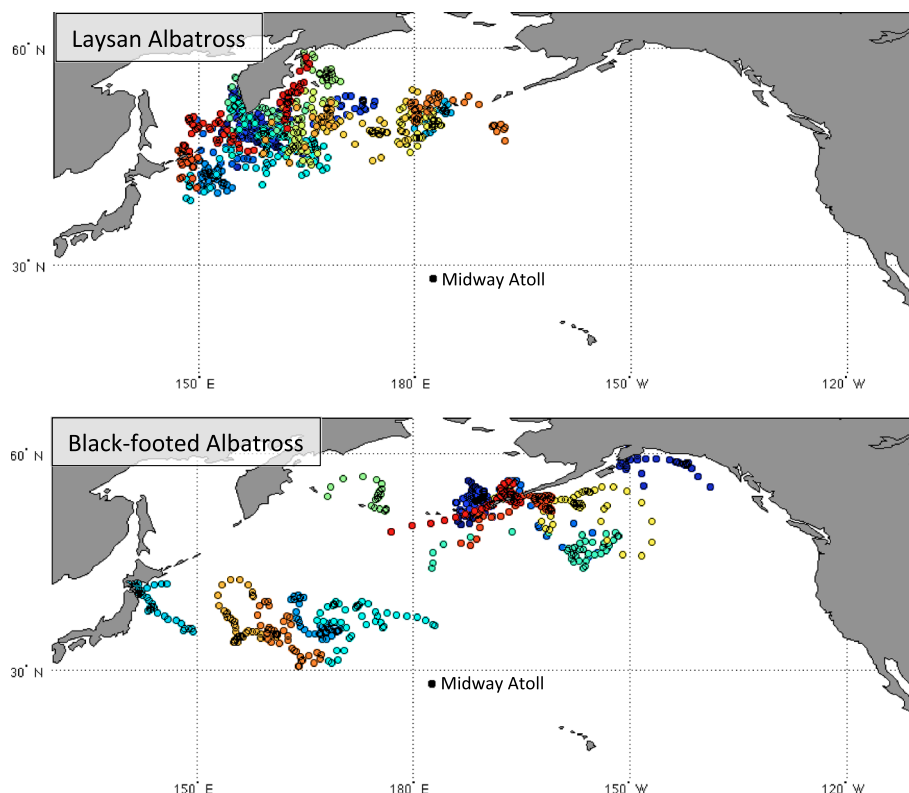 Laysan Albatross
60° N
30° N
Midway Atoll
150° E
180° E
150° W
120° W
Black-footed Albatross
60° N
30° N
Midway Atoll
150° E
180° E
150° W
120° W